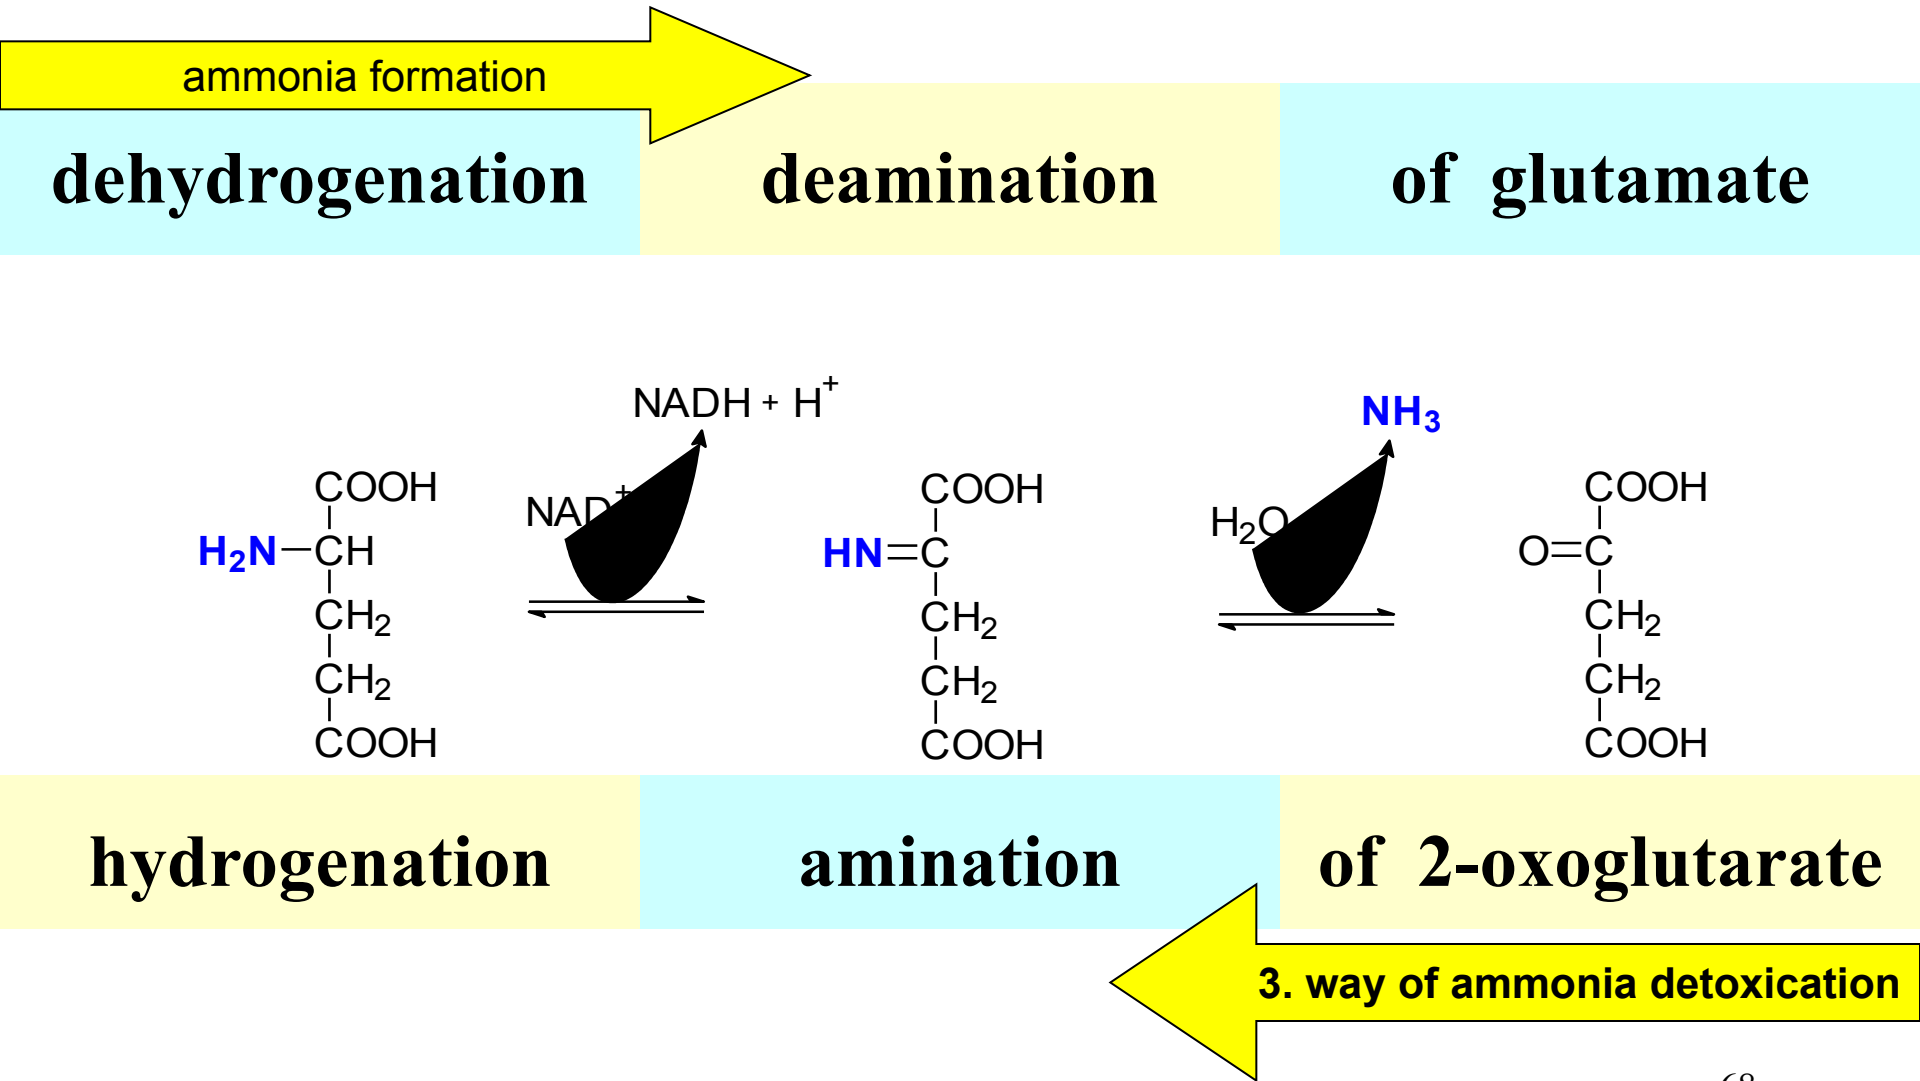 ammonia formation
dehydrogenation deamination of glutamate
NADH + H⁺
NH₃
NAD⁺
H₂O
COOH COOH COOH
H₂N–CH HN=C O=C
CH₂ CH₂ CH₂
CH₂ CH₂ CH₂
COOH COOH COOH
hydrogenation amination of 2-oxoglutarate
3. way of ammonia detoxication